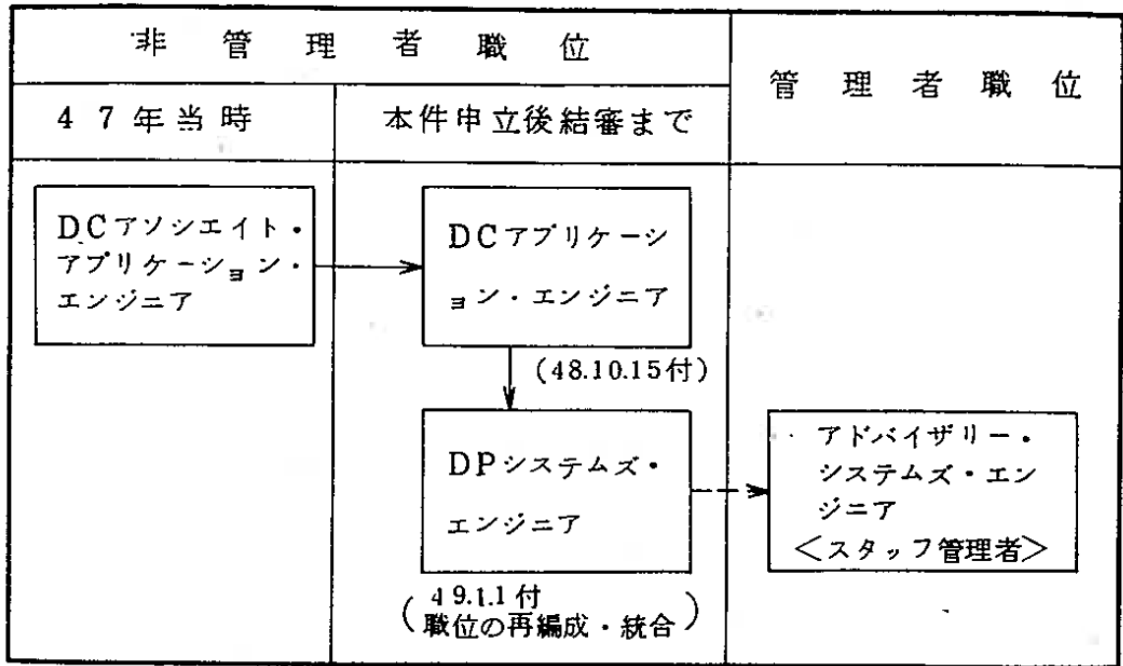 非管理者職位
管理者職位
47年当時
本件申立後結審まで
DCアソシエイト・
アプリケーション・
エンジニア
DCアプリケーシ
ョン・エンジニア
(48.10.15付)
DPシステムズ・
エンジニア
(49.1.1付
職位の再編成・統合)
アドバイザリー・
システムズ・エン
ジニア
<スタッフ管理者>